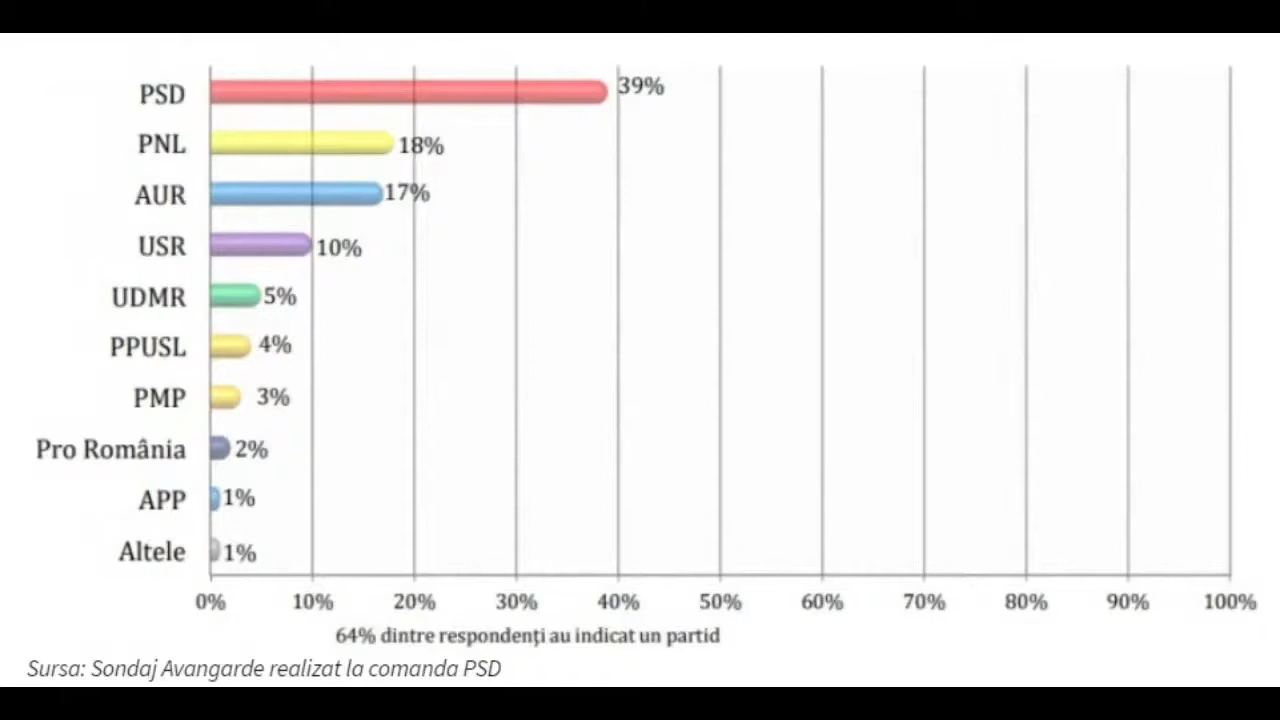 PSD 39%
PNL 18%
AUR 17%
USR 10%
UDMR 5%
PPUSL 4%
PMP 3%
Pro România 2%
APP 1%
Altele 1%
0% 10% 20% 30% 40% 50% 60% 70% 80% 90% 100%
64% dintre respondenți au indicat un partid
Sursa: Sondaj Avangarde realizat la comanda PSD